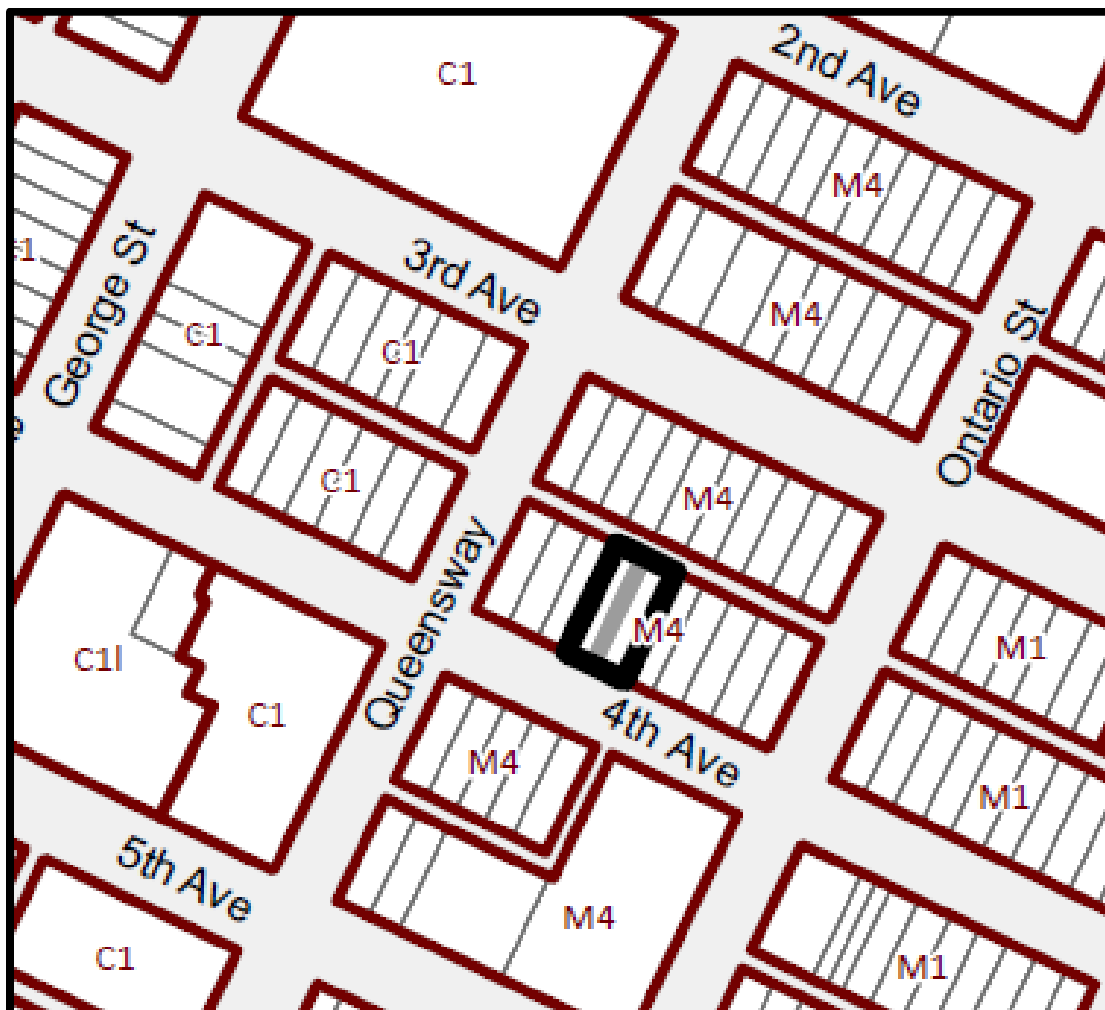 C1
2nd Ave
M4
George St
C1
3rd Ave
C1
M4
Ontario St
C1
M4
Queensway
M4
C1l
C1
M4
4th Ave
M1
M1
5th Ave
M4
C1
M1